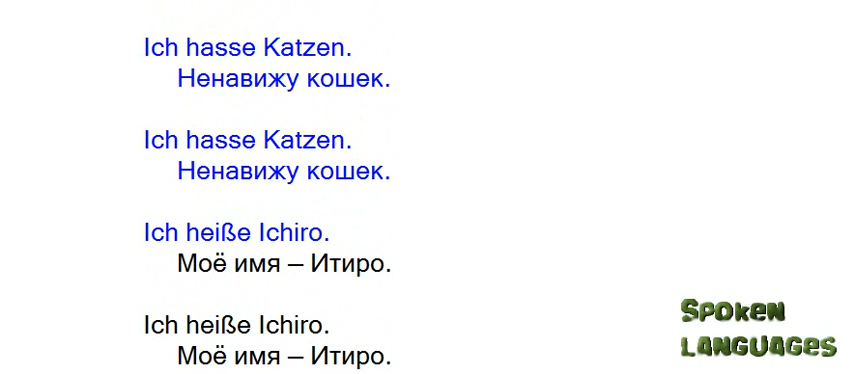 Ich hasse Katzen.
Ненавижу кошек.
Ich hasse Katzen.
Ненавижу кошек.
Ich heiße Ichiro.
Моё имя – Итиро.
Ich heiße Ichiro.
Моё имя – Итиро.
Spoken
Languages